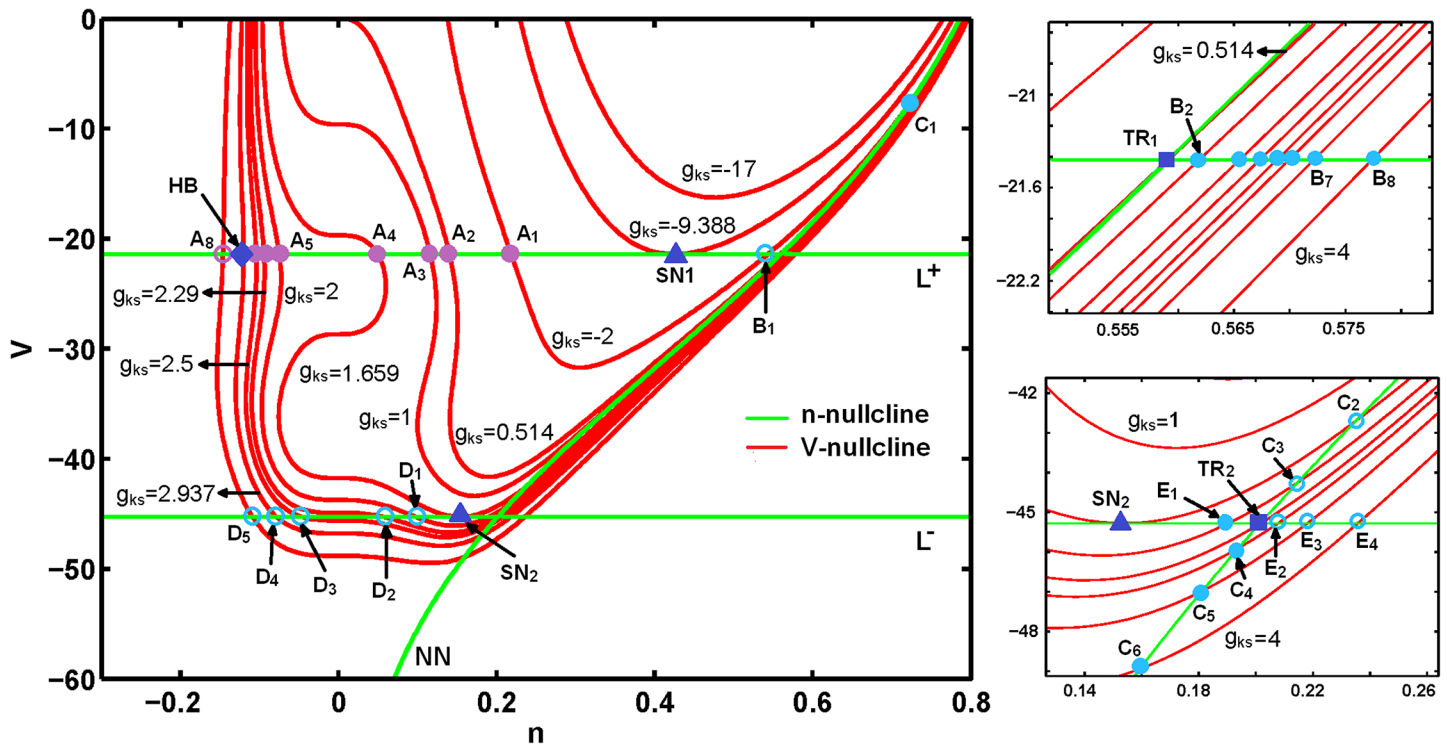 0
−10
−20
−30
−40
−50
−60
V
−0.2
0
0.2
0.4
0.6
0.8
n
HB
A8
A5
A4
A3
A2
A1
SN1
B1
C1
L+
L-
gks=-17
gks=-9.388
gks=-2
gks=2.29
gks=2
gks=2.5
gks=1.659
gks=1
gks=0.514
gks=2.937
n-nullcline
V-nullcline
D1
D5
D4
D3
D2
SN2
NN
−21
−21.6
−22.2
0.555
0.565
0.575
gks=0.514
B2
TR1
B7
B8
gks=4
−42
−45
−48
0.14
0.18
0.22
0.26
gks=1
C2
C3
TR2
E1
SN2
E3
E4
E2
C4
C5
gks=4
C6